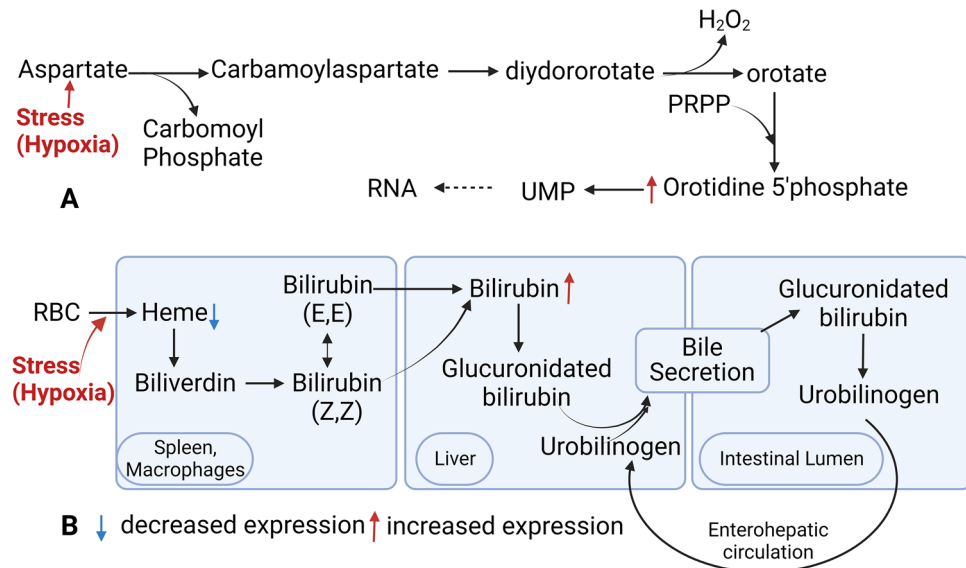 H₂O₂
Aspartate
Carbamoylaspartate
diydororotate
orotate
Stress
(Hypoxia)
Carbomoyl
Phosphate
PRPP
RNA
UMP
Orotidine 5'phosphate
A
RBC
Heme
Stress
(Hypoxia)
Biliverdin
Bilirubin
(E,E)
Bilirubin
(Z,Z)
Spleen,
Macrophages
Bilirubin
Glucuronidated
bilirubin
Urobilinogen
Liver
Bile
Secretion
Glucuronidated
bilirubin
Urobilinogen
Intestinal Lumen
Enterohepatic
circulation
B
decreased expression
increased expression